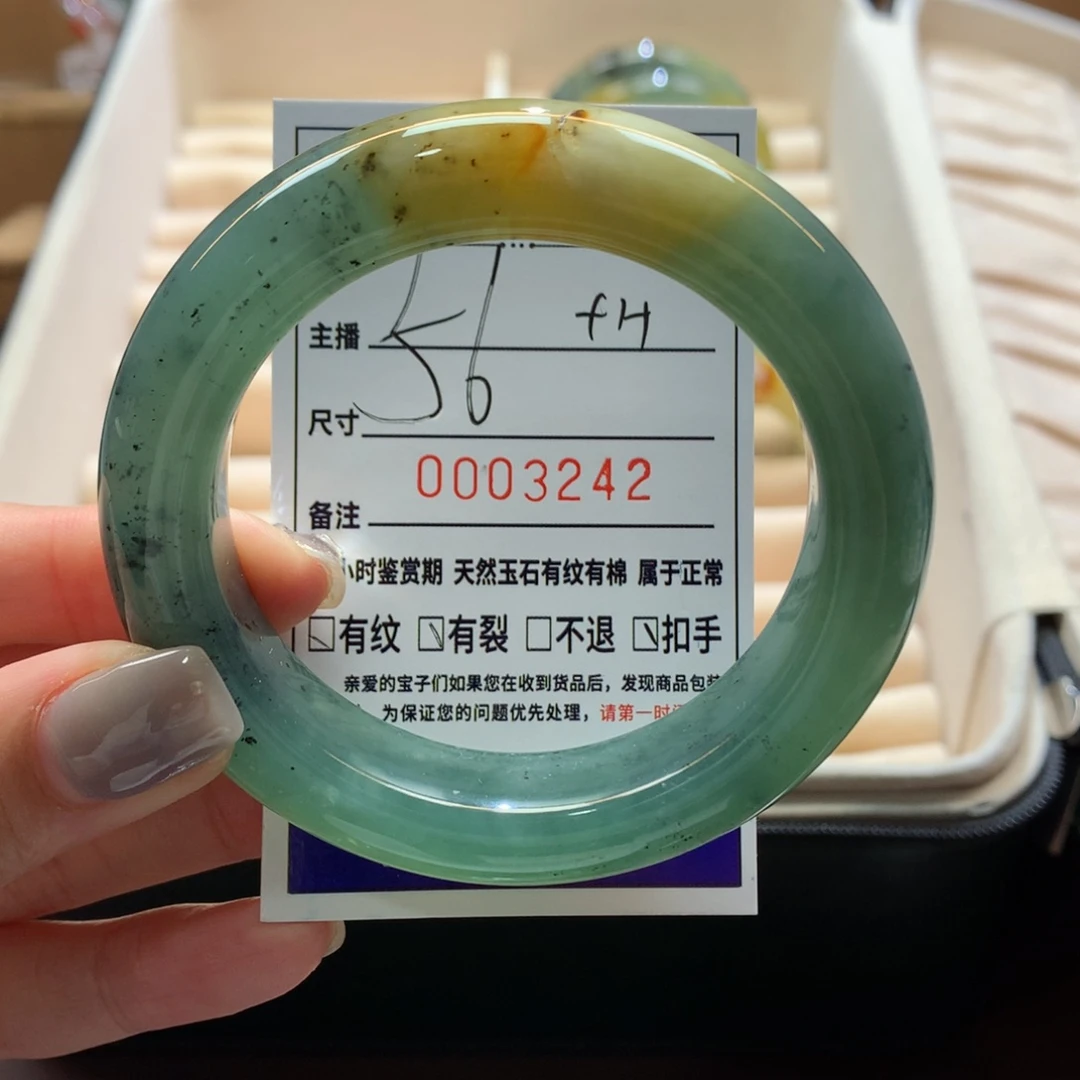 主播 fH
尺寸 56
0003242
备注
小时鉴赏期 天然玉石有纹有棉 属于正常
有纹 有裂 不退 扣手
亲爱的宝子们如果您在收到货品后，发现商品包装
为保证您的问题优先处理，请第一时